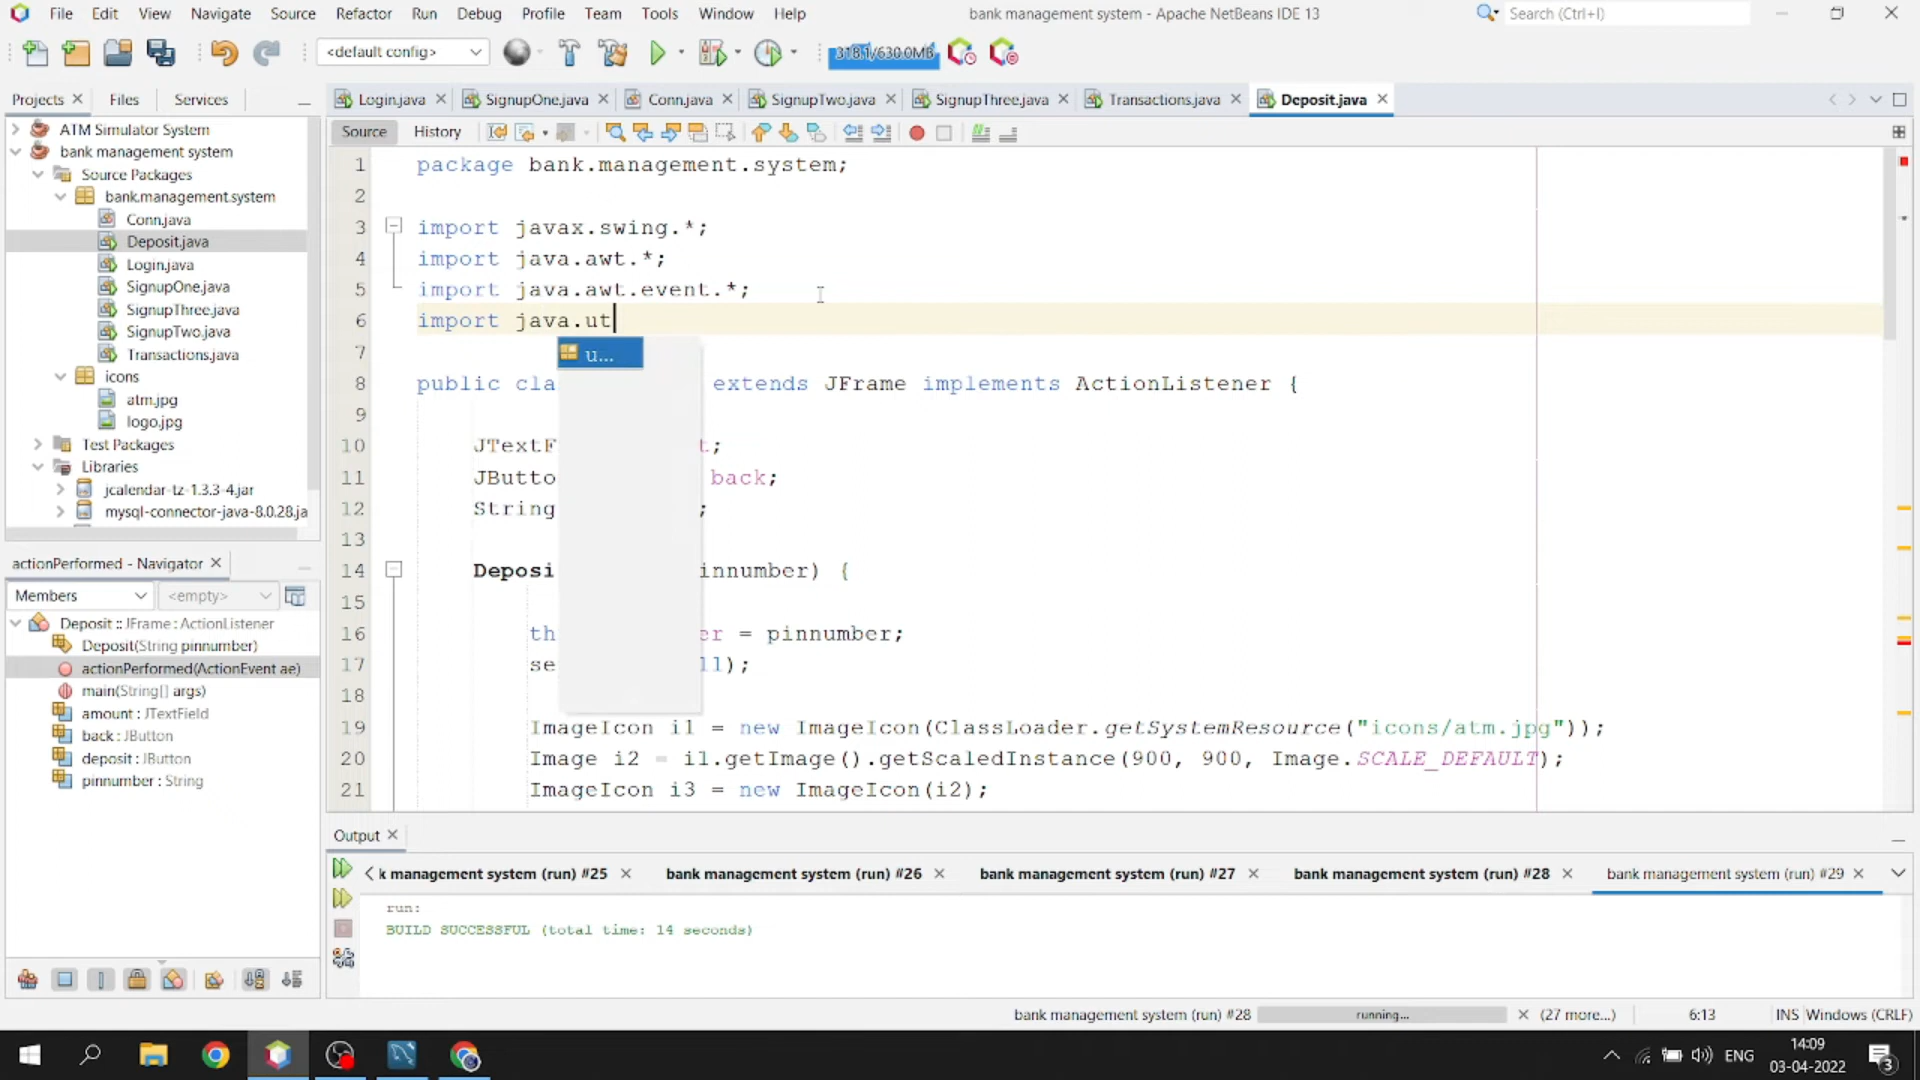 File Edit View Navigate Source Refactor Run Debug Profile Team Tools Window Help
bank management system - Apache NetBeans IDE 13
Search (Ctrl+I)
<default config>
318.1/630.0MB
Projects Files Services
Login.java SignupOne.java Conn.java SignupTwo.java SignupThree.java Transactions.java Deposit.java
Source History
ATM Simulator System
bank management system
Source Packages
bank.management.system
Conn.java
Deposit.java
Login.java
SignupOne.java
SignupThree.java
SignupTwo.java
Transactions.java
icons
atm.jpg
logo.jpg
Test Packages
Libraries
jcalendar-tz-1.3.3-4.jar
mysql-connector-java-8.0.28.ja
actionPerformed - Navigator
Members <empty>
Deposit :: JFrame : ActionListener
Deposit(String pinnumber)
actionPerformed(ActionEvent ae)
main(String[] args)
amount : JTextField
back : JButton
deposit : JButton
pinnumber : String
1 package bank.management.system;
2
3 import javax.swing.*;
4 import java.awt.*;
5 import java.awt.event.*;
6 import java.ut
u...
7
8 public cla extends JFrame implements ActionListener {
9
10 JTextF t;
11 JButto back;
12 String ;
13
14 Deposi innumber) {
15
16 th er = pinnumber;
17 se ll);
18
19 ImageIcon i1 = new ImageIcon(ClassLoader.getSystemResource("icons/atm.jpg"));
20 Image i2 = i1.getImage().getScaledInstance(900, 900, Image.SCALE_DEFAULT);
21 ImageIcon i3 = new ImageIcon(i2);
Output
k management system (run) #25 bank management system (run) #26 bank management system (run) #27 bank management system (run) #28 bank management system (run) #29
run:
BUILD SUCCESSFUL (total time: 14 seconds)
bank management system (run) #28 running... (27 more...) 6:13 INS Windows (CRLF)
ENG
14:09
03-04-2022
3